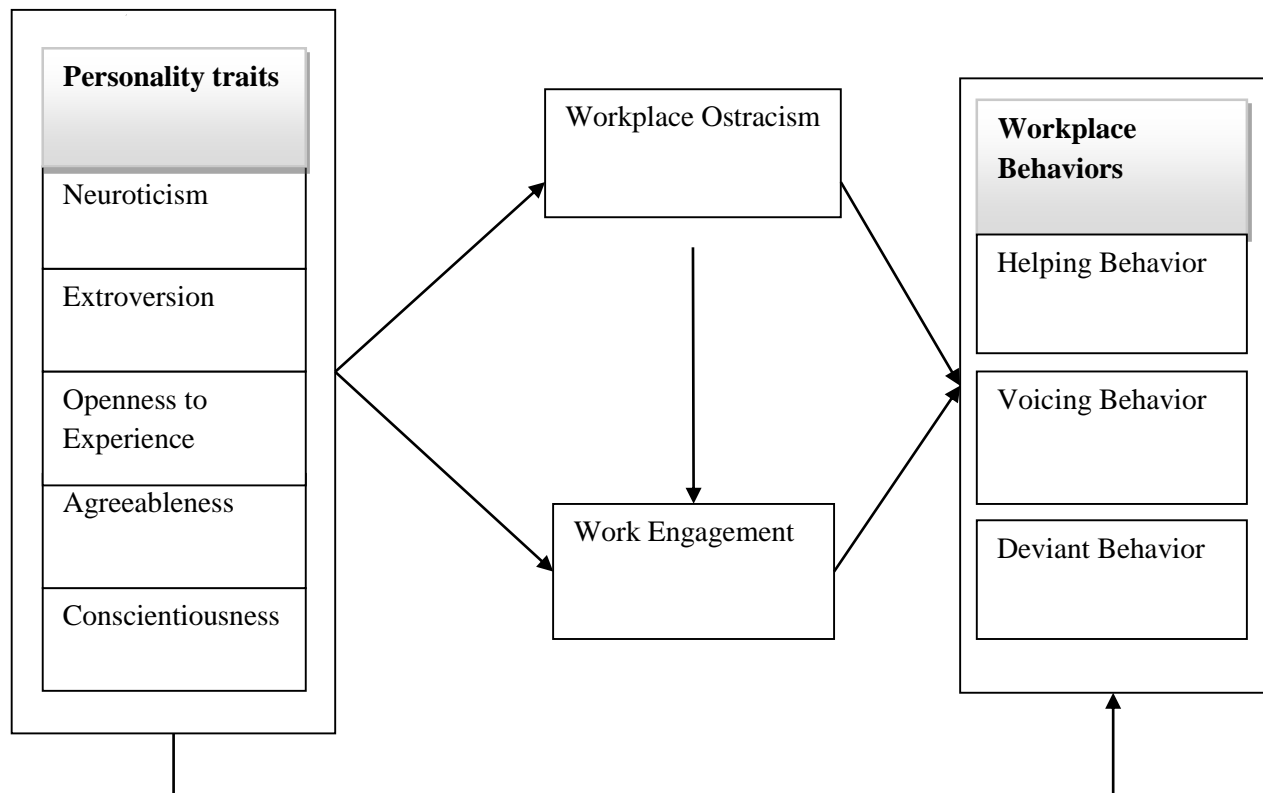 Personality traits
Neuroticism
Extroversion
Openness to
Experience
Agreeableness
Conscientiousness
Workplace Ostracism
Work Engagement
Workplace
Behaviors
Helping Behavior
Voicing Behavior
Deviant Behavior